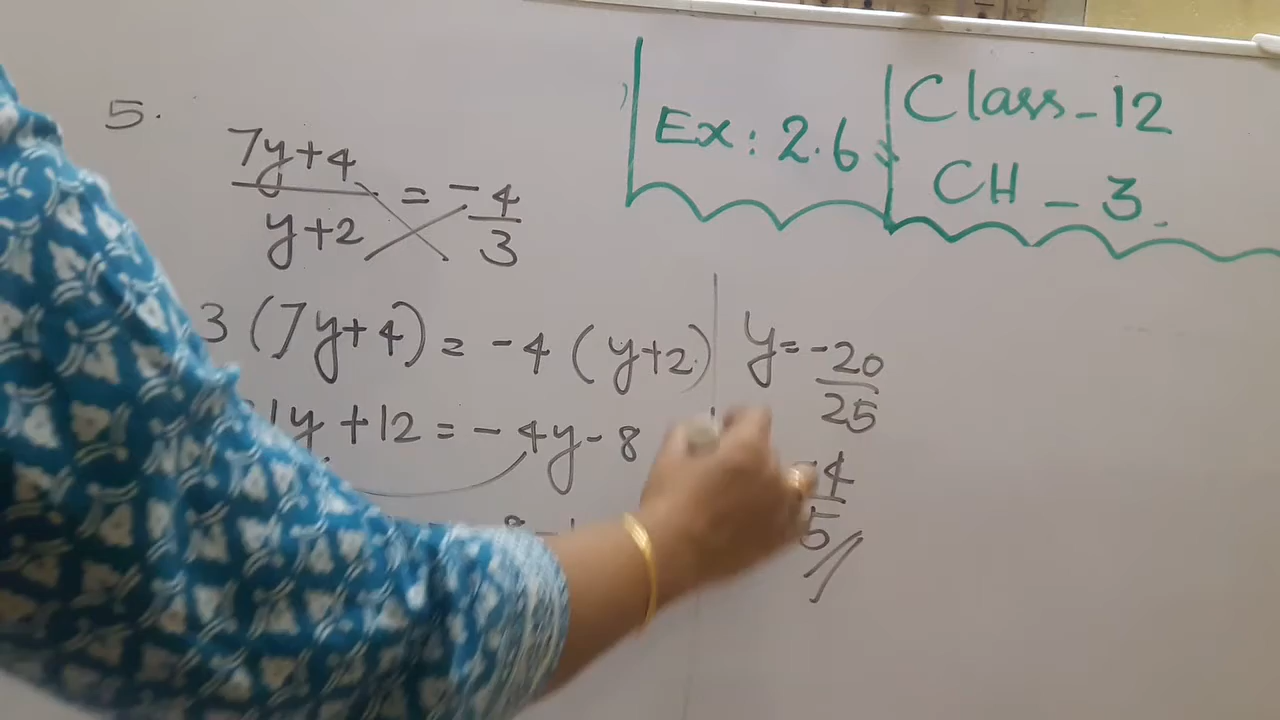 Ex: 2.6
Class-12
CH-3.
5.
7y+4
y+2
= -4
3
3 (7y+4) = -4 (y+2)
1y +12 = -4y-8
y = -20
25
4
5